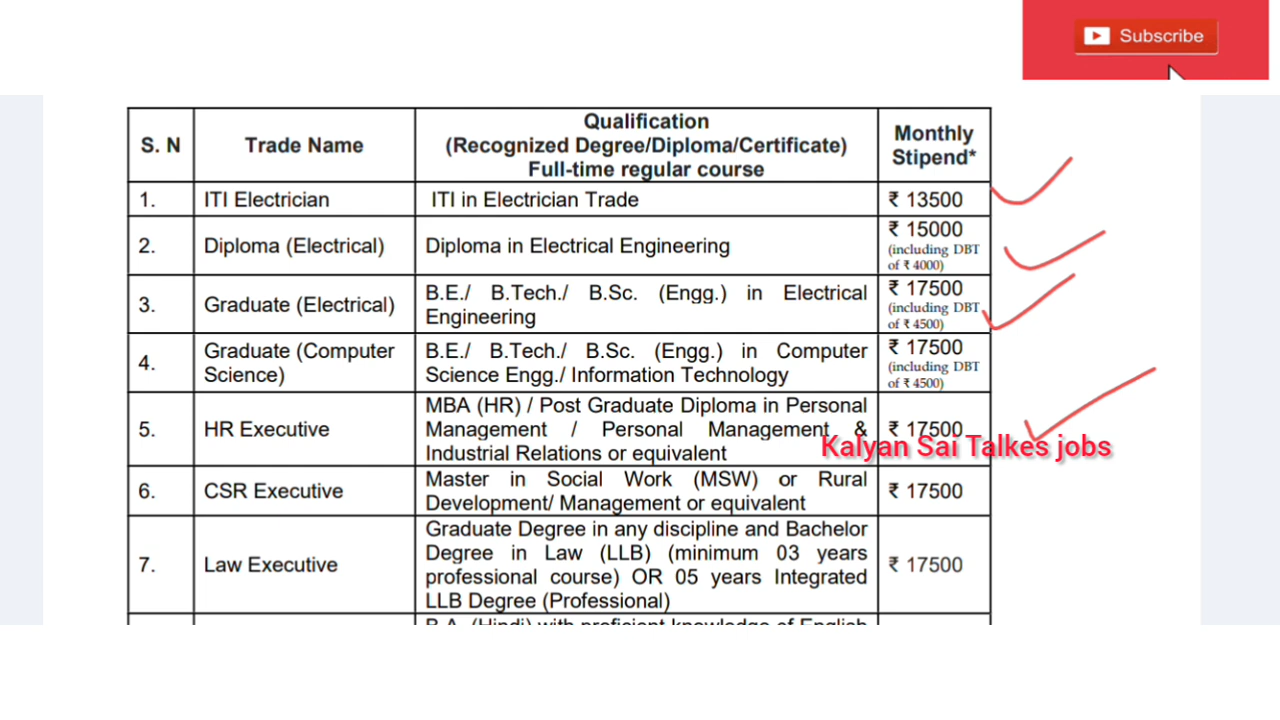 Subscribe
S. N
Trade Name
Qualification
(Recognized Degree/Diploma/Certificate)
Full-time regular course
Monthly
Stipend*
1.
ITI Electrician
ITI in Electrician Trade
₹ 13500
2.
Diploma (Electrical)
Diploma in Electrical Engineering
₹ 15000
(including DBT
of ₹ 4000)
3.
Graduate (Electrical)
B.E./ B.Tech./ B.Sc. (Engg.) in Electrical
Engineering
₹ 17500
(including DBT
of ₹ 4500)
4.
Graduate (Computer
Science)
B.E./ B.Tech./ B.Sc. (Engg.) in Computer
Science Engg./ Information Technology
₹ 17500
(including DBT
of ₹ 4500)
5.
HR Executive
MBA (HR) / Post Graduate Diploma in Personal
Management / Personal Management &
Industrial Relations or equivalent
₹ 17500
Kalyan Sai Talkes jobs
6.
CSR Executive
Master in Social Work (MSW) or Rural
Development/ Management or equivalent
₹ 17500
7.
Law Executive
Graduate Degree in any discipline and Bachelor
Degree in Law (LLB) (minimum 03 years
professional course) OR 05 years Integrated
LLB Degree (Professional)
₹ 17500
B.A. (Hindi) with proficient knowledge of English